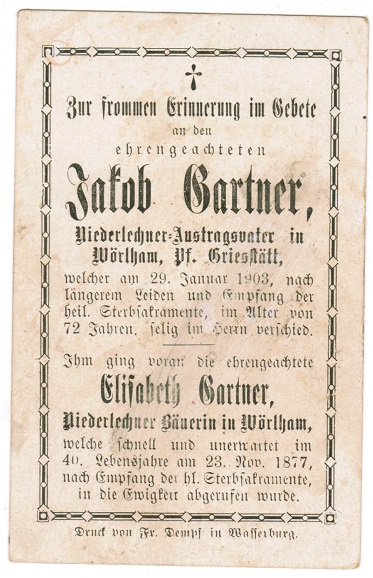 Zur frommen Erinnerung im Gebete
an den
ehrengeachteten
Jakob Gartner,
Niederlechner-Austragsvater in
Wörlham, Pf. Griesstätt,
welcher am 29. Januar 1903, nach
längerem Leiden und Empfang der
heil. Sterbsakramente, im Alter von
72 Jahren, selig im Herrn verschied.
Ihm ging voran die ehrengeachtete
Elisabeth Gartner,
Niederlechner Bäuerin in Wörlham,
welche schnell und unerwartet im
40. Lebensjahre am 23. Nov. 1877,
nach Empfang der hl. Sterbsakramente,
in die Ewigkeit abgerufen wurde.
Druck von Fr. Dempf in Wasserburg.